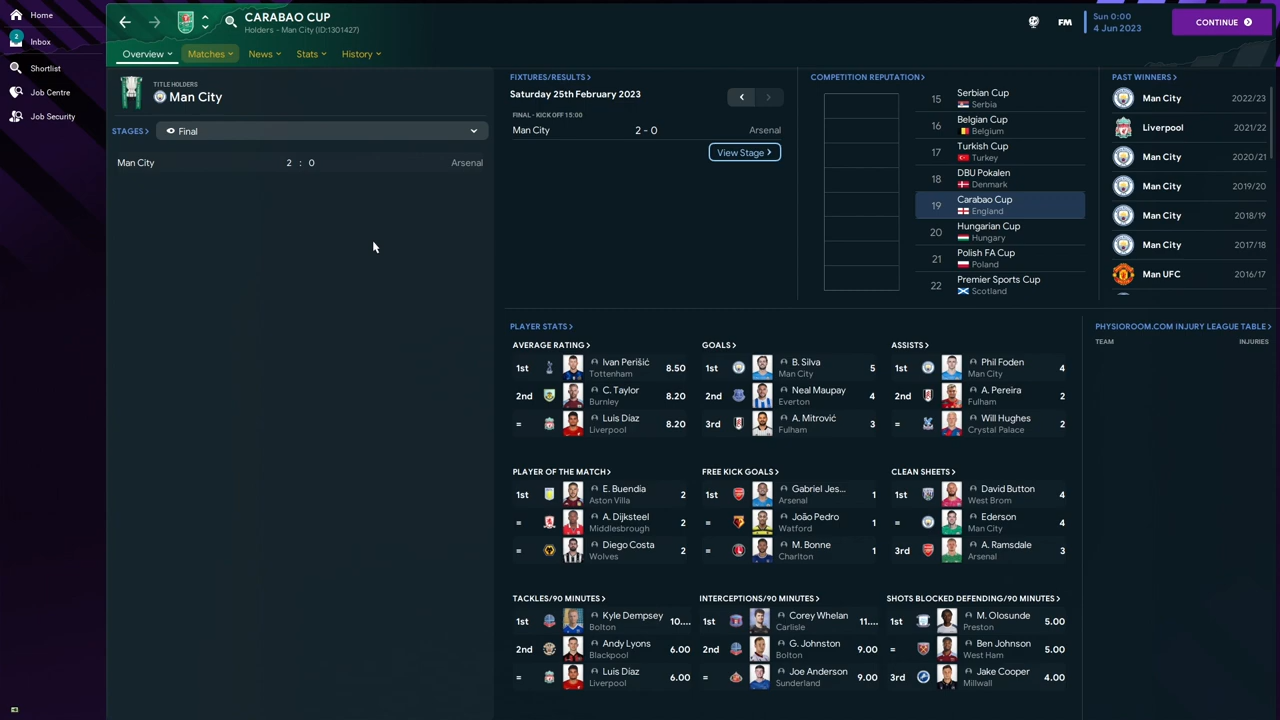 Home
2
Inbox
Shortlist
Job Centre
Job Security
CARABAO CUP
Holders - Man City (ID:1301427)
FM
Sun 0:00
4 Jun 2023
CONTINUE
Overview
Matches
News
Stats
History
TITLE HOLDERS
Man City
STAGES
Final
Man City 2 : 0 Arsenal
FIXTURES/RESULTS
Saturday 25th February 2023
FINAL - KICK OFF 15:00
Man City 2 - 0 Arsenal
View Stage
COMPETITION REPUTATION
15 Serbian Cup
Serbia
16 Belgian Cup
Belgium
17 Turkish Cup
Turkey
18 DBU Pokalen
Denmark
19 Carabao Cup
England
20 Hungarian Cup
Hungary
21 Polish FA Cup
Poland
22 Premier Sports Cup
Scotland
PAST WINNERS
Man City 2022/23
Liverpool 2021/22
Man City 2020/21
Man City 2019/20
Man City 2018/19
Man City 2017/18
Man UFC 2016/17
PLAYER STATS
AVERAGE RATING
1st Ivan Perišić 8.50
Tottenham
2nd C. Taylor 8.20
Burnley
= Luis Díaz 8.20
Liverpool
GOALS
1st B. Silva 5
Man City
2nd Neal Maupay 4
Everton
3rd A. Mitrović 3
Fulham
ASSISTS
1st Phil Foden 4
Man City
2nd A. Pereira 2
Fulham
= Will Hughes 2
Crystal Palace
PLAYER OF THE MATCH
1st E. Buendía 2
Aston Villa
= A. Dijksteel 2
Middlesbrough
= Diego Costa 2
Wolves
FREE KICK GOALS
1st Gabriel Jes... 1
Arsenal
= João Pedro 1
Watford
= M. Bonne 1
Charlton
CLEAN SHEETS
1st David Button 4
West Brom
= Ederson 4
Man City
3rd A. Ramsdale 3
Arsenal
TACKLES/90 MINUTES
1st Kyle Dempsey 10....
Bolton
2nd Andy Lyons 6.00
Blackpool
= Luis Díaz 6.00
Liverpool
INTERCEPTIONS/90 MINUTES
1st Corey Whelan 11....
Carlisle
2nd G. Johnston 9.00
Bolton
= Joe Anderson 9.00
Sunderland
SHOTS BLOCKED DEFENDING/90 MINUTES
1st M. Olosunde 5.00
Preston
= Ben Johnson 5.00
West Ham
3rd Jake Cooper 4.00
Millwall
PHYSIOROOM.COM INJURY LEAGUE TABLE
TEAM INJURIES